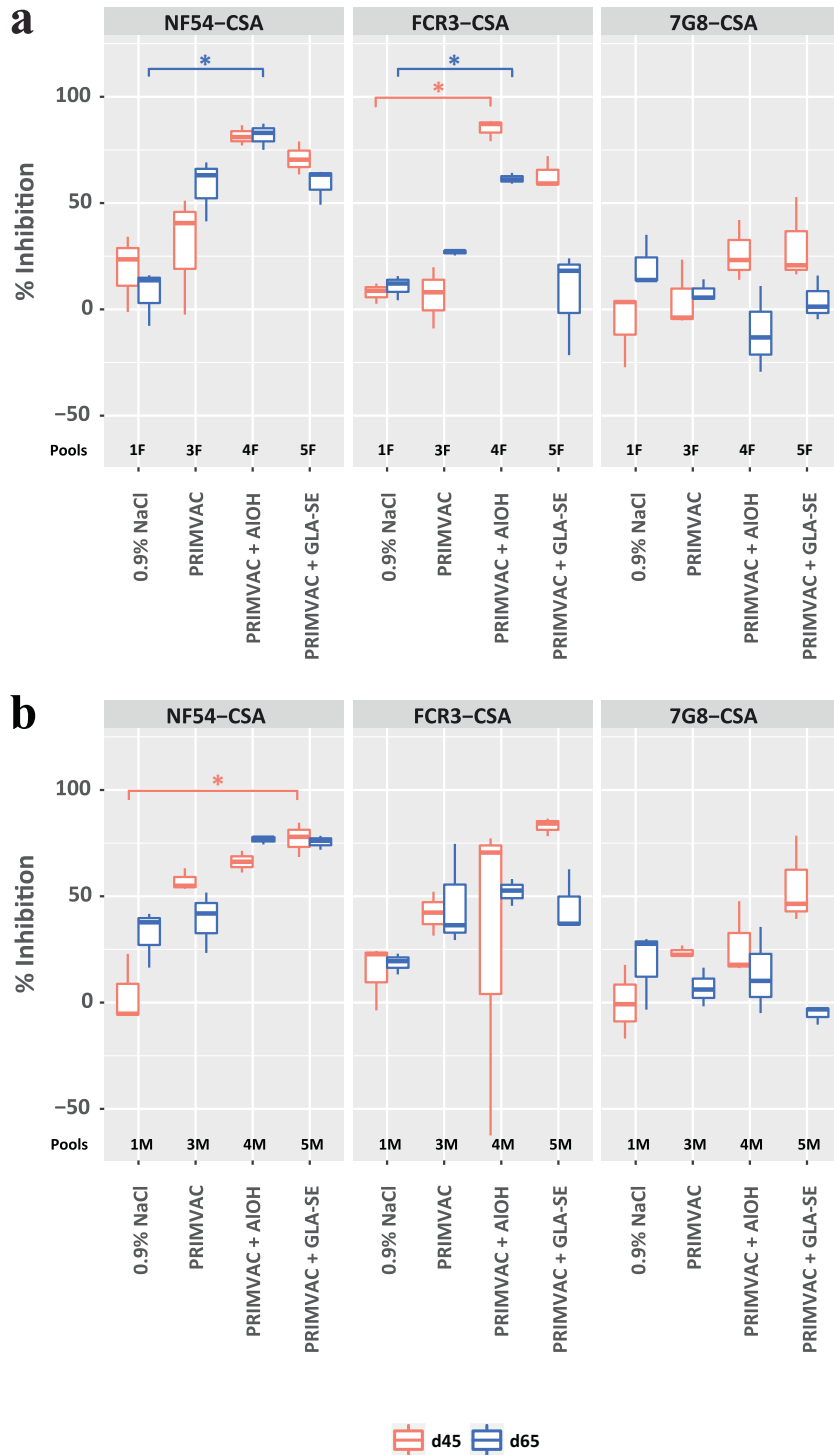 a
NF54–CSA FCR3–CSA 7G8–CSA
*
*
*
100
50
0
−50
% Inhibition
Pools 1F 3F 4F 5F 1F 3F 4F 5F 1F 3F 4F 5F
0.9% NaCl PRIMVAC PRIMVAC + AlOH PRIMVAC + GLA-SE 0.9% NaCl PRIMVAC PRIMVAC + AlOH PRIMVAC + GLA-SE 0.9% NaCl PRIMVAC PRIMVAC + AlOH PRIMVAC + GLA-SE
b
NF54–CSA FCR3–CSA 7G8–CSA
*
100
50
0
−50
% Inhibition
Pools 1M 3M 4M 5M 1M 3M 4M 5M 1M 3M 4M 5M
0.9% NaCl PRIMVAC PRIMVAC + AlOH PRIMVAC + GLA-SE 0.9% NaCl PRIMVAC PRIMVAC + AlOH PRIMVAC + GLA-SE 0.9% NaCl PRIMVAC PRIMVAC + AlOH PRIMVAC + GLA-SE
d45 d65